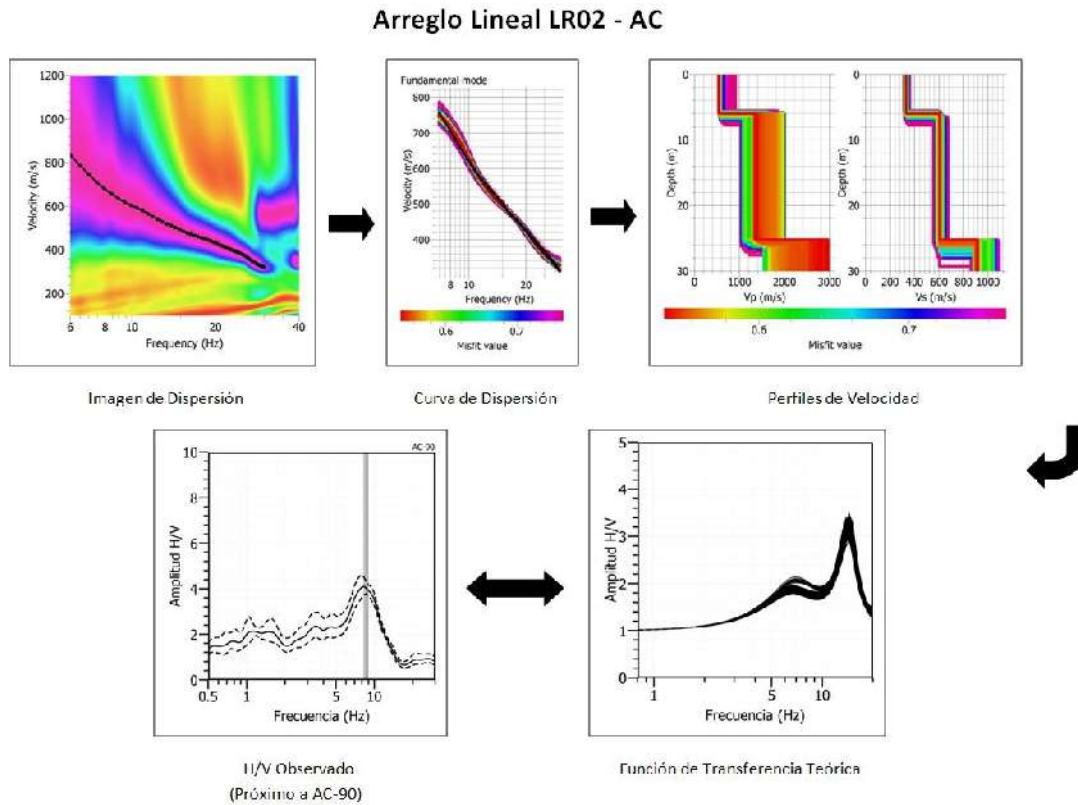 Arreglo Lineal LR02 - AC
1200
1000
800
600
400
200
Velocity (m/s)
6 8 10 20 40
Frequency (Hz)
Imagen de Dispersión
Fundamental mode
800
700
600
500
400
Velocity (m/s)
8 10 20
Frequency (Hz)
0.6 0.7
Misfit value
Curva de Dispersión
0
10
20
30
Depth (m)
0 1000 2000 3000
Vp (m/s)
0
10
20
30
Depth (m)
0 200 400 600 800 1000
Vs (m/s)
0.6 0.7
Misfit value
Perfiles de Velocidad
AC-90
10
8
6
4
2
0
Amplitud H/V
0.5 1 5 10
Frecuencia (Hz)
H/V Observado
(Próximo a AC-90)
5
4
3
2
1
0
Amplitud H/V
1 5 10
Frecuencia (Hz)
Función de Transferencia Teórica